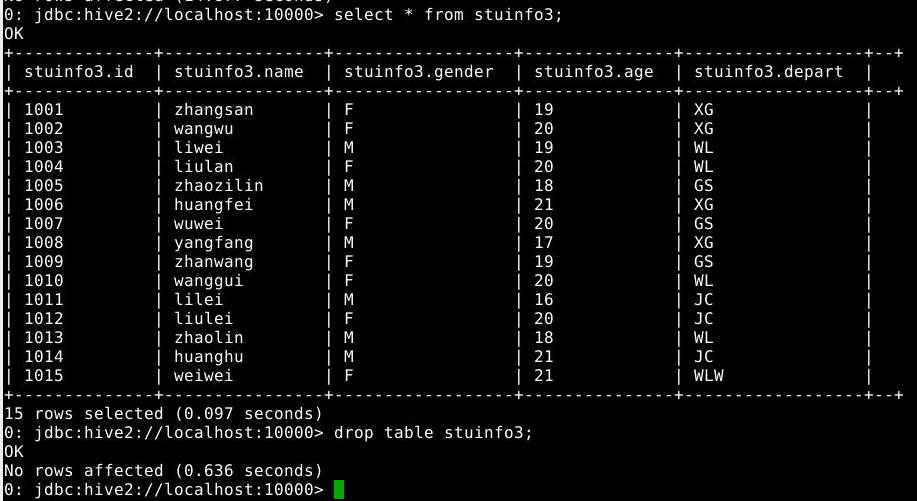 0: jdbc:hive2://localhost:10000> select * from stuinfo3;
OK
+--------------+----------------+------------------+---------------+------------------+--+
| stuinfo3.id | stuinfo3.name | stuinfo3.gender | stuinfo3.age | stuinfo3.depart |
+--------------+----------------+------------------+---------------+------------------+--+
| 1001 | zhangsan | F | 19 | XG |
| 1002 | wangwu | F | 20 | XG |
| 1003 | liwei | M | 19 | WL |
| 1004 | liulan | F | 20 | WL |
| 1005 | zhaozilin | M | 18 | GS |
| 1006 | huangfei | M | 21 | XG |
| 1007 | wuwei | F | 20 | GS |
| 1008 | yangfang | M | 17 | XG |
| 1009 | zhanwang | F | 19 | GS |
| 1010 | wanggui | F | 20 | WL |
| 1011 | lilei | M | 16 | JC |
| 1012 | liulei | F | 20 | JC |
| 1013 | zhaolin | M | 18 | WL |
| 1014 | huanghu | M | 21 | JC |
| 1015 | weiwei | F | 21 | WLW |
+--------------+----------------+------------------+---------------+------------------+--+
15 rows selected (0.097 seconds)
0: jdbc:hive2://localhost:10000> drop table stuinfo3;
OK
No rows affected (0.636 seconds)
0: jdbc:hive2://localhost:10000>